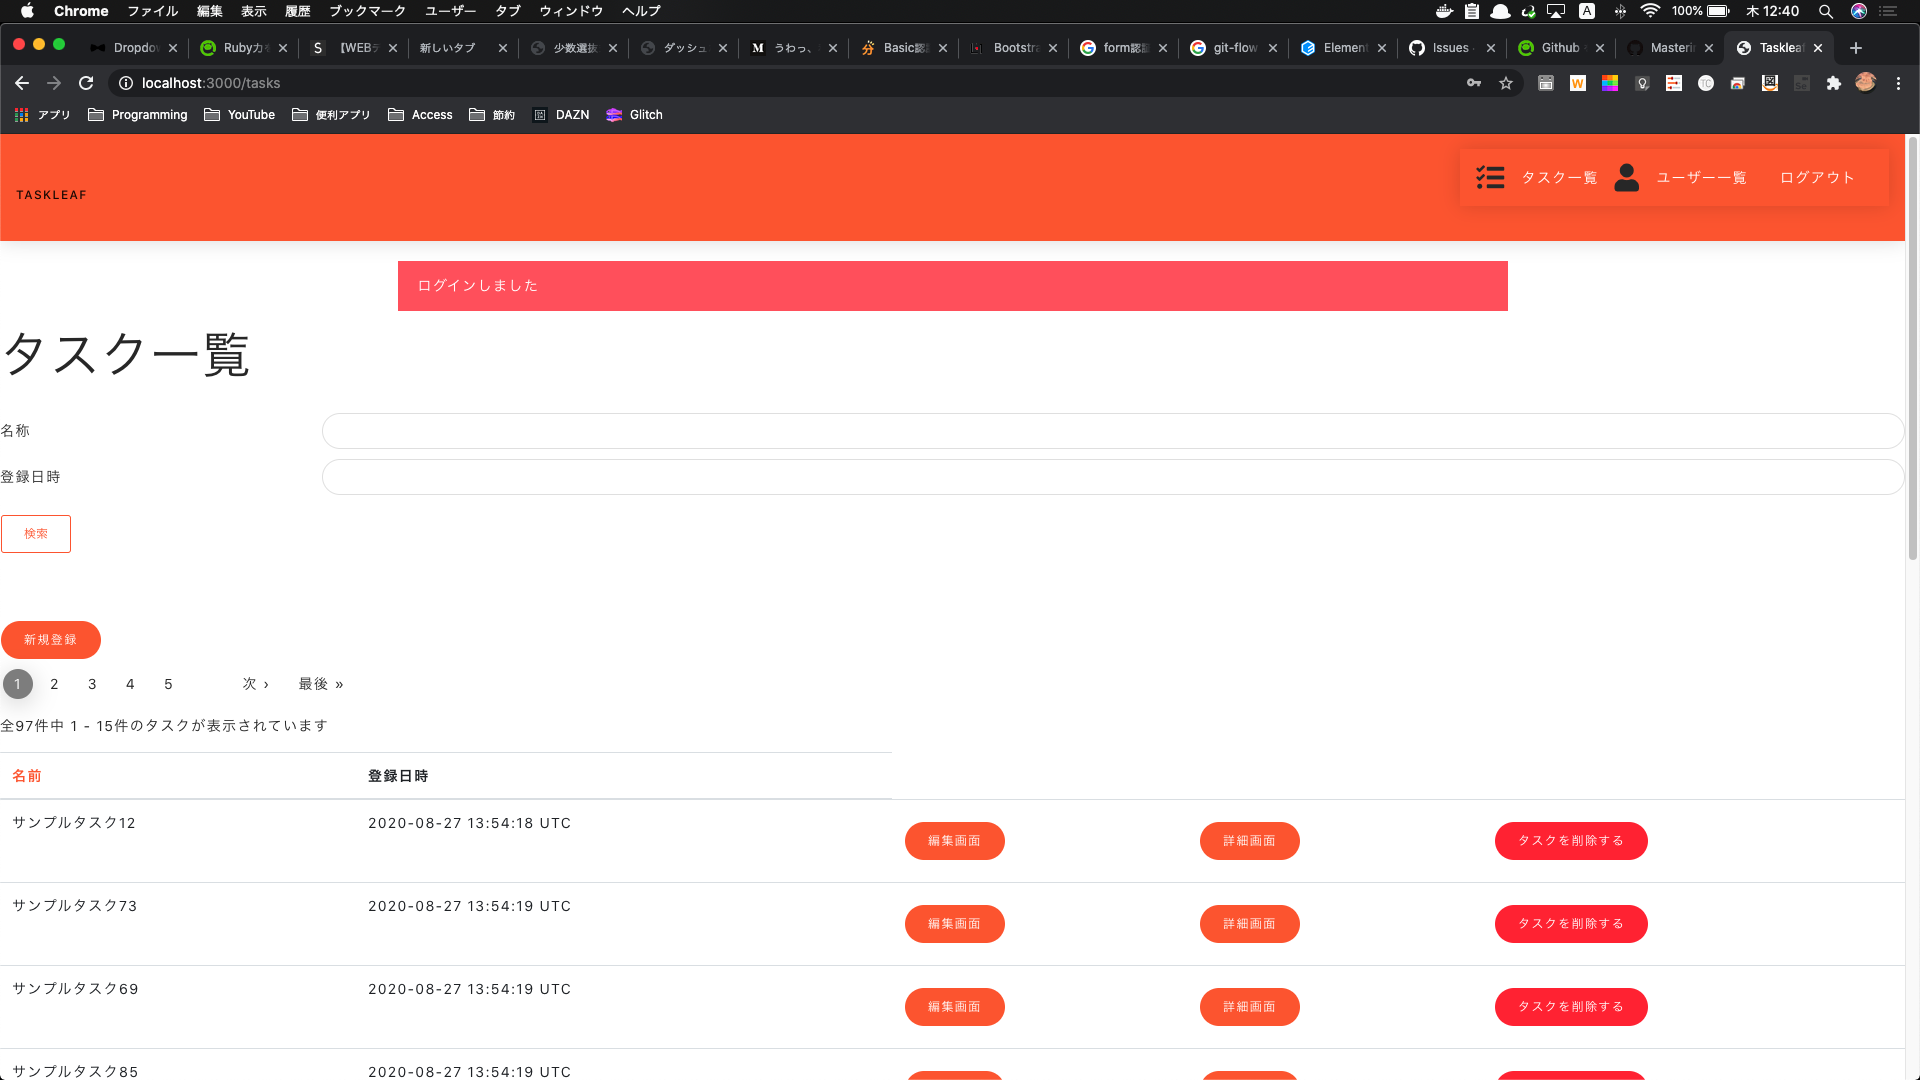 Chrome ファイル 編集 表示 履歴 ブックマーク ユーザー タブ ウィンドウ ヘルプ A 100% 木 12:40
Dropdo Ruby力を S 【WEBデ 新しいタブ 少数選抜 ダッシュ M うわっ、 Basic認証 Bootstra form認証 git-flow Element Issues Github Masterin Tasklea
localhost:3000/tasks
アプリ Programming YouTube 便利アプリ Access 節約 DAZN Glitch
TASKLEAF タスク一覧 ユーザー一覧 ログアウト
ログインしました
タスク一覧
名称
登録日時
検索
新規登録
1 2 3 4 5 次 › 最後 »
全97件中 1 - 15件のタスクが表示されています
名前 登録日時
サンプルタスク12 2020-08-27 13:54:18 UTC 編集画面 詳細画面 タスクを削除する
サンプルタスク73 2020-08-27 13:54:19 UTC 編集画面 詳細画面 タスクを削除する
サンプルタスク69 2020-08-27 13:54:19 UTC 編集画面 詳細画面 タスクを削除する
サンプルタスク85 2020-08-27 13:54:19 UTC